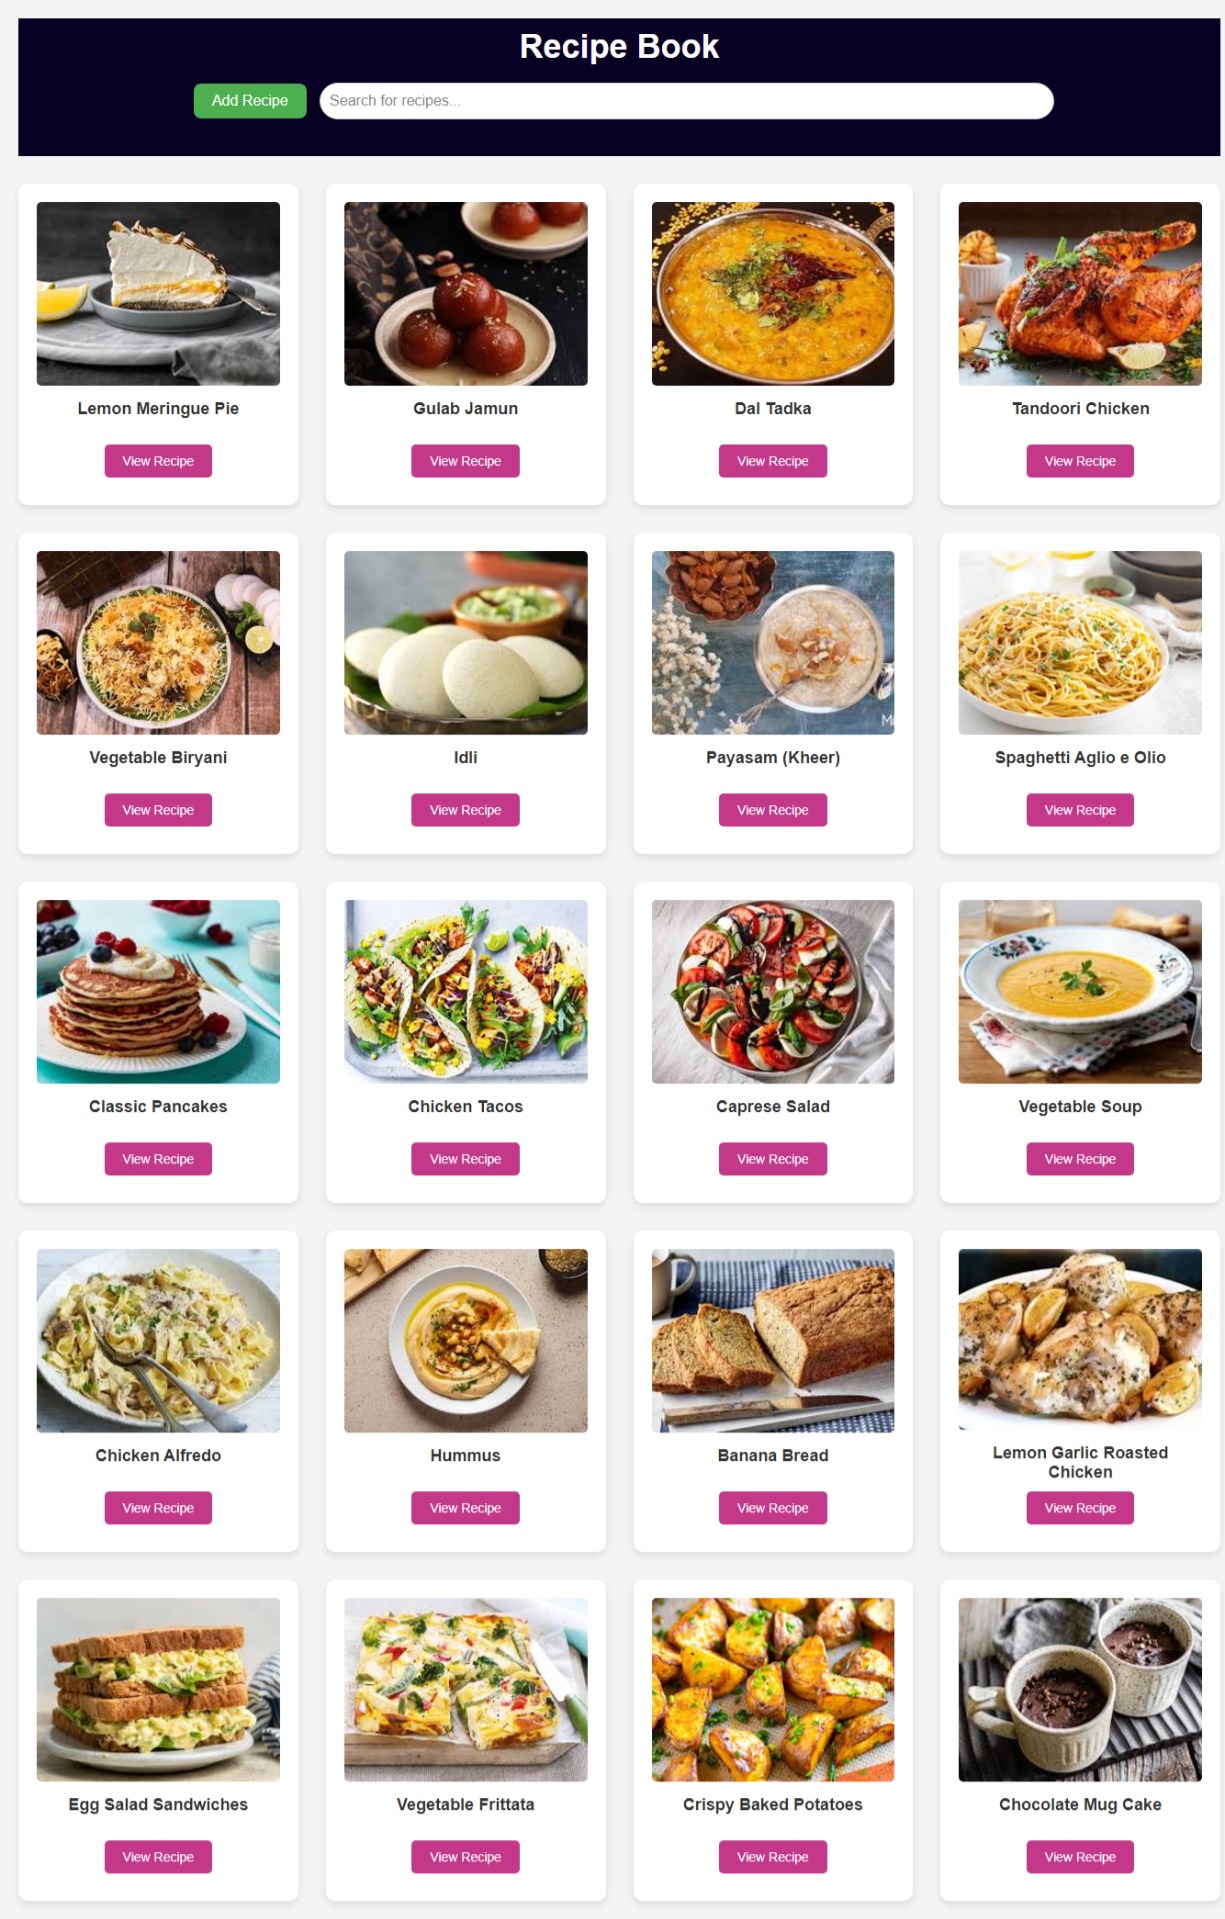 Recipe Book
Add Recipe
Search for recipes...
Lemon Meringue Pie
Gulab Jamun
Dal Tadka
Tandoori Chicken
View Recipe
View Recipe
View Recipe
View Recipe
Vegetable Biryani
Idli
Payasam (Kheer)
Spaghetti Aglio e Olio
View Recipe
View Recipe
View Recipe
View Recipe
Classic Pancakes
Chicken Tacos
Caprese Salad
Vegetable Soup
View Recipe
View Recipe
View Recipe
View Recipe
Chicken Alfredo
Hummus
Banana Bread
Lemon Garlic Roasted
Chicken
View Recipe
View Recipe
View Recipe
View Recipe
Egg Salad Sandwiches
Vegetable Frittata
Crispy Baked Potatoes
Chocolate Mug Cake
View Recipe
View Recipe
View Recipe
View Recipe